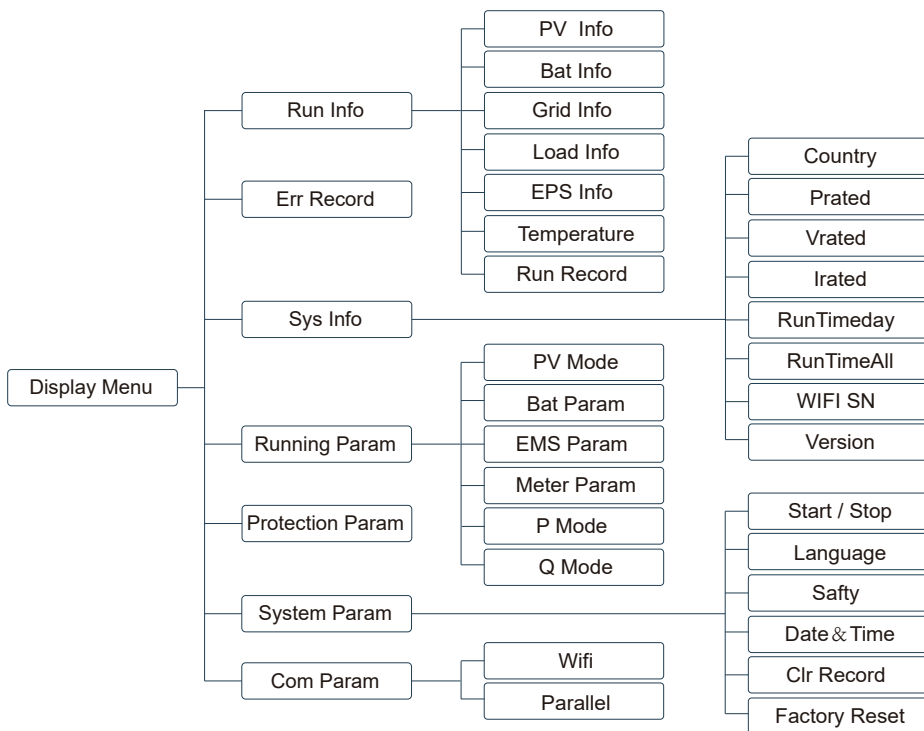 Display Menu
Run Info
PV Info
Bat Info
Grid Info
Load Info
EPS Info
Temperature
Run Record
Err Record
Sys Info
Country
Prated
Vrated
Irated
RunTimeday
RunTimeAll
WIFI SN
Version
Running Param
PV Mode
Bat Param
EMS Param
Meter Param
P Mode
Q Mode
Protection Param
System Param
Start / Stop
Language
Safty
Date & Time
Clr Record
Factory Reset
Com Param
Wifi
Parallel